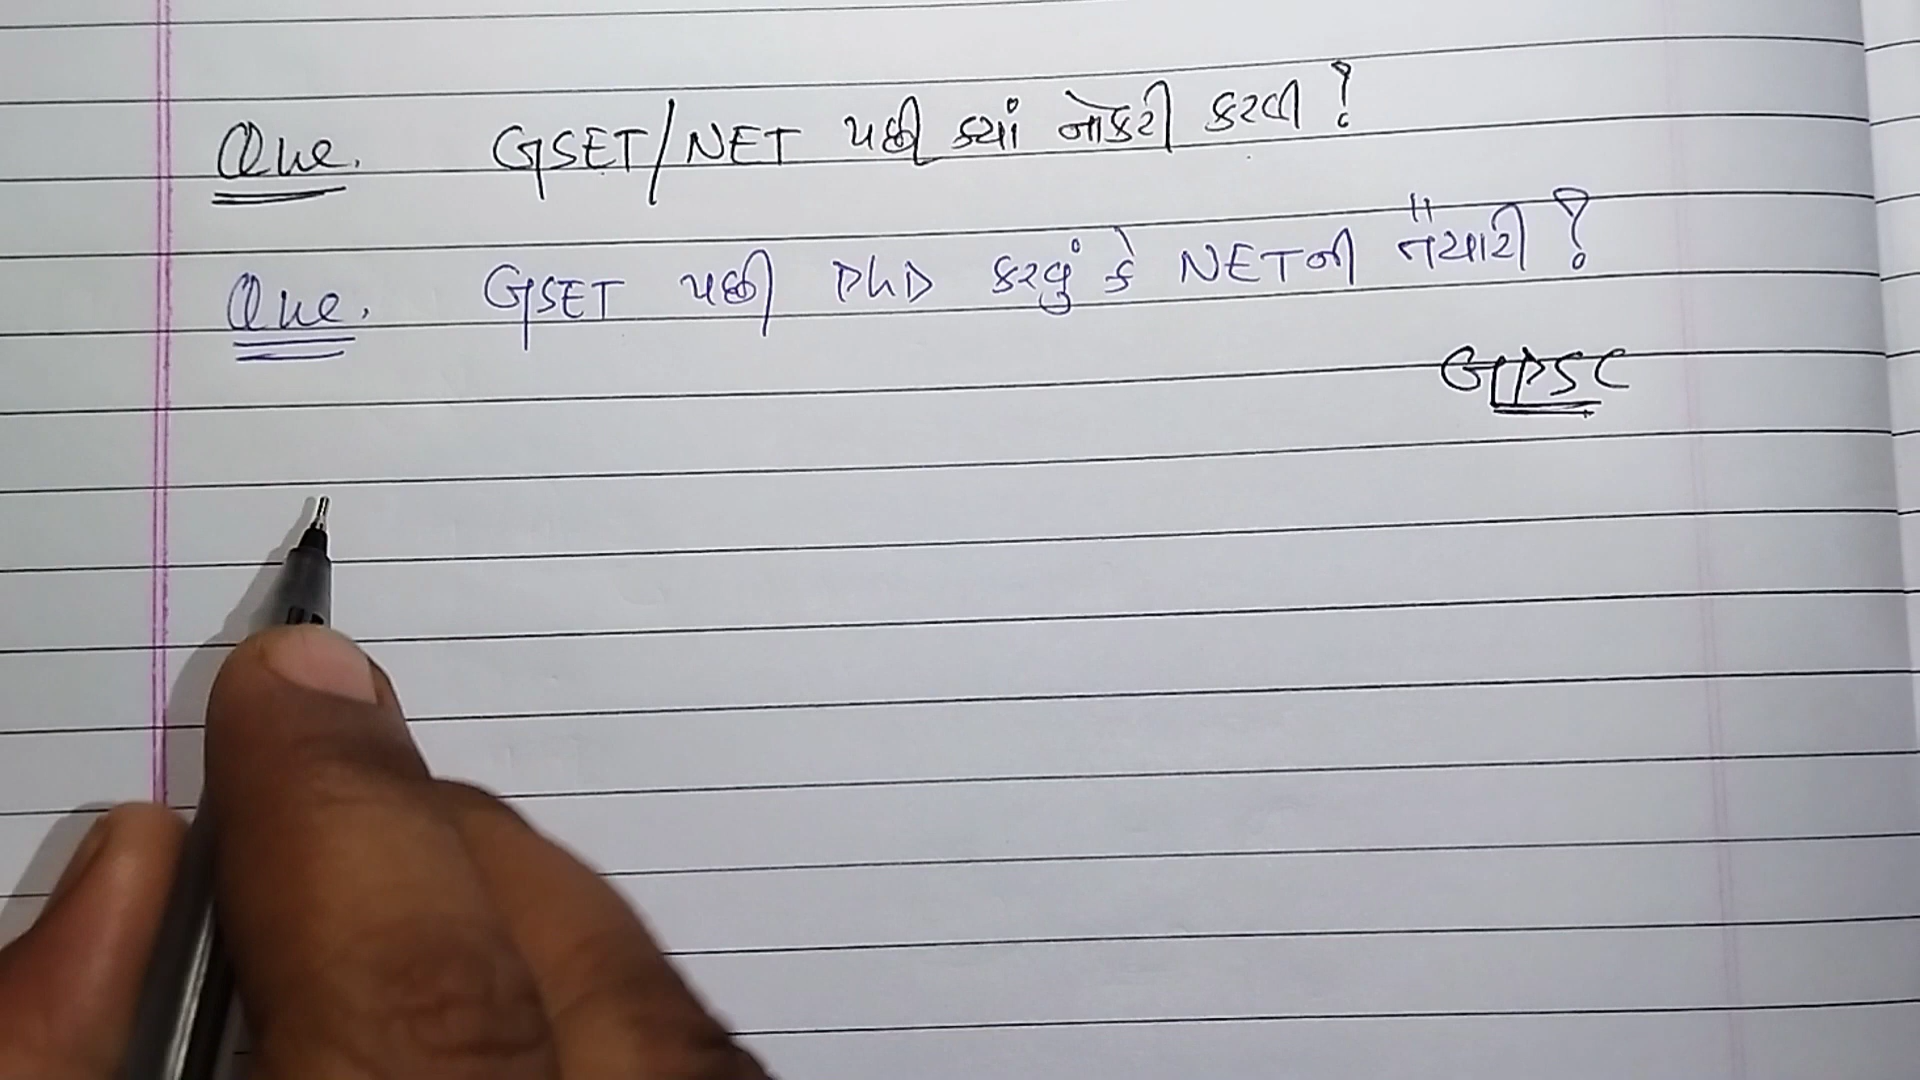 Que. GSET/NET પછી ક્યાં નોકરી કરવી ?
Que. GSET પછી PhD કરવું કે NETની તૈયારી ?
GPSC